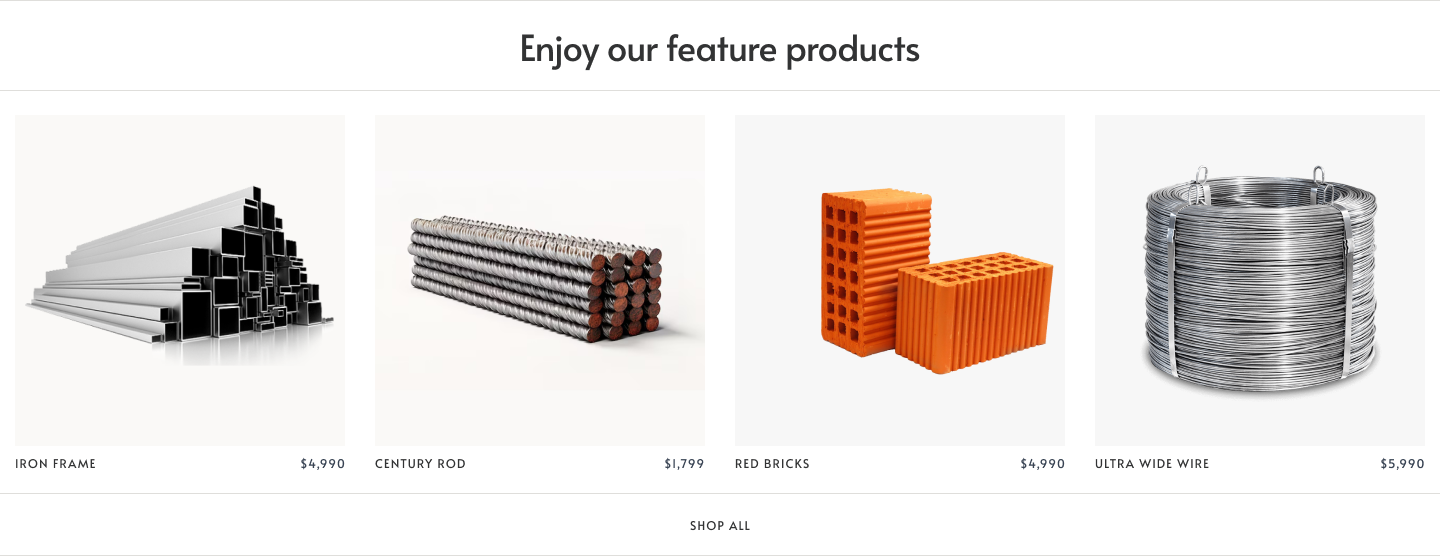 Enjoy our feature products
IRON FRAME $4,990
CENTURY ROD $1,799
RED BRICKS $4,990
ULTRA WIDE WIRE $5,990
SHOP ALL